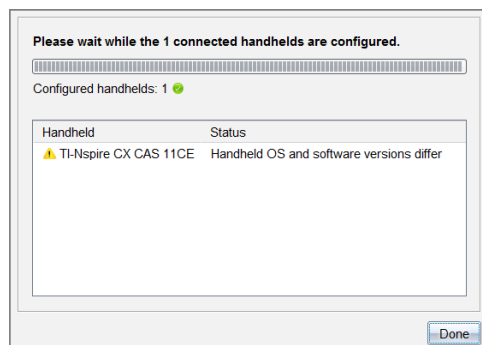 Please wait while the 1 connected handhelds are configured.
Configured handhelds: 1
Handheld Status
TI-Nspire CX CAS 11CE Handheld OS and software versions differ
Done